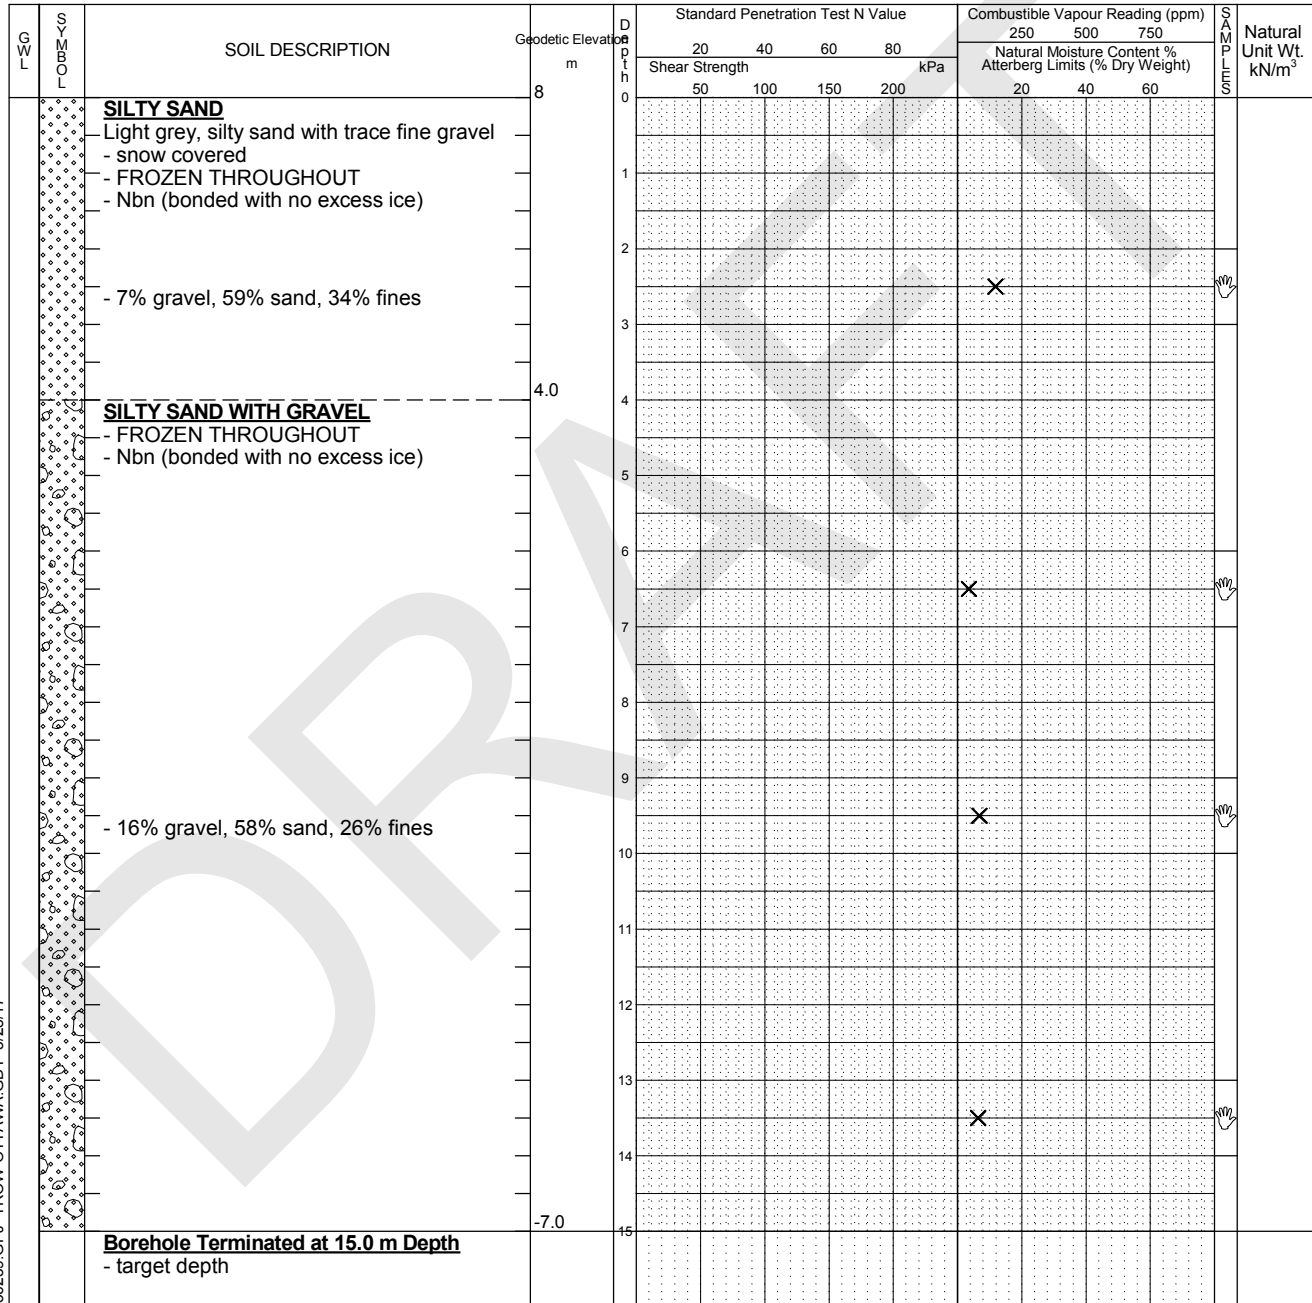 GWL
SYMBOL
SOIL DESCRIPTION
Geodetic Elevation
m
Depth
Standard Penetration Test N Value
20 40 60 80
Shear Strength kPa
50 100 150 200
Combustible Vapour Reading (ppm)
250 500 750
Natural Moisture Content %
Atterberg Limits (% Dry Weight)
20 40 60
SAMPLES
Natural
Unit Wt.
kN/m³
8
0
SILTY SAND
Light grey, silty sand with trace fine gravel
- snow covered
- FROZEN THROUGHOUT
- Nbn (bonded with no excess ice)
1
2
- 7% gravel, 59% sand, 34% fines
3
4.0
4
SILTY SAND WITH GRAVEL
- FROZEN THROUGHOUT
- Nbn (bonded with no excess ice)
5
6
7
8
9
- 16% gravel, 58% sand, 26% fines
10
11
12
13
14
-7.0
15
Borehole Terminated at 15.0 m Depth
- target depth
DRAFT